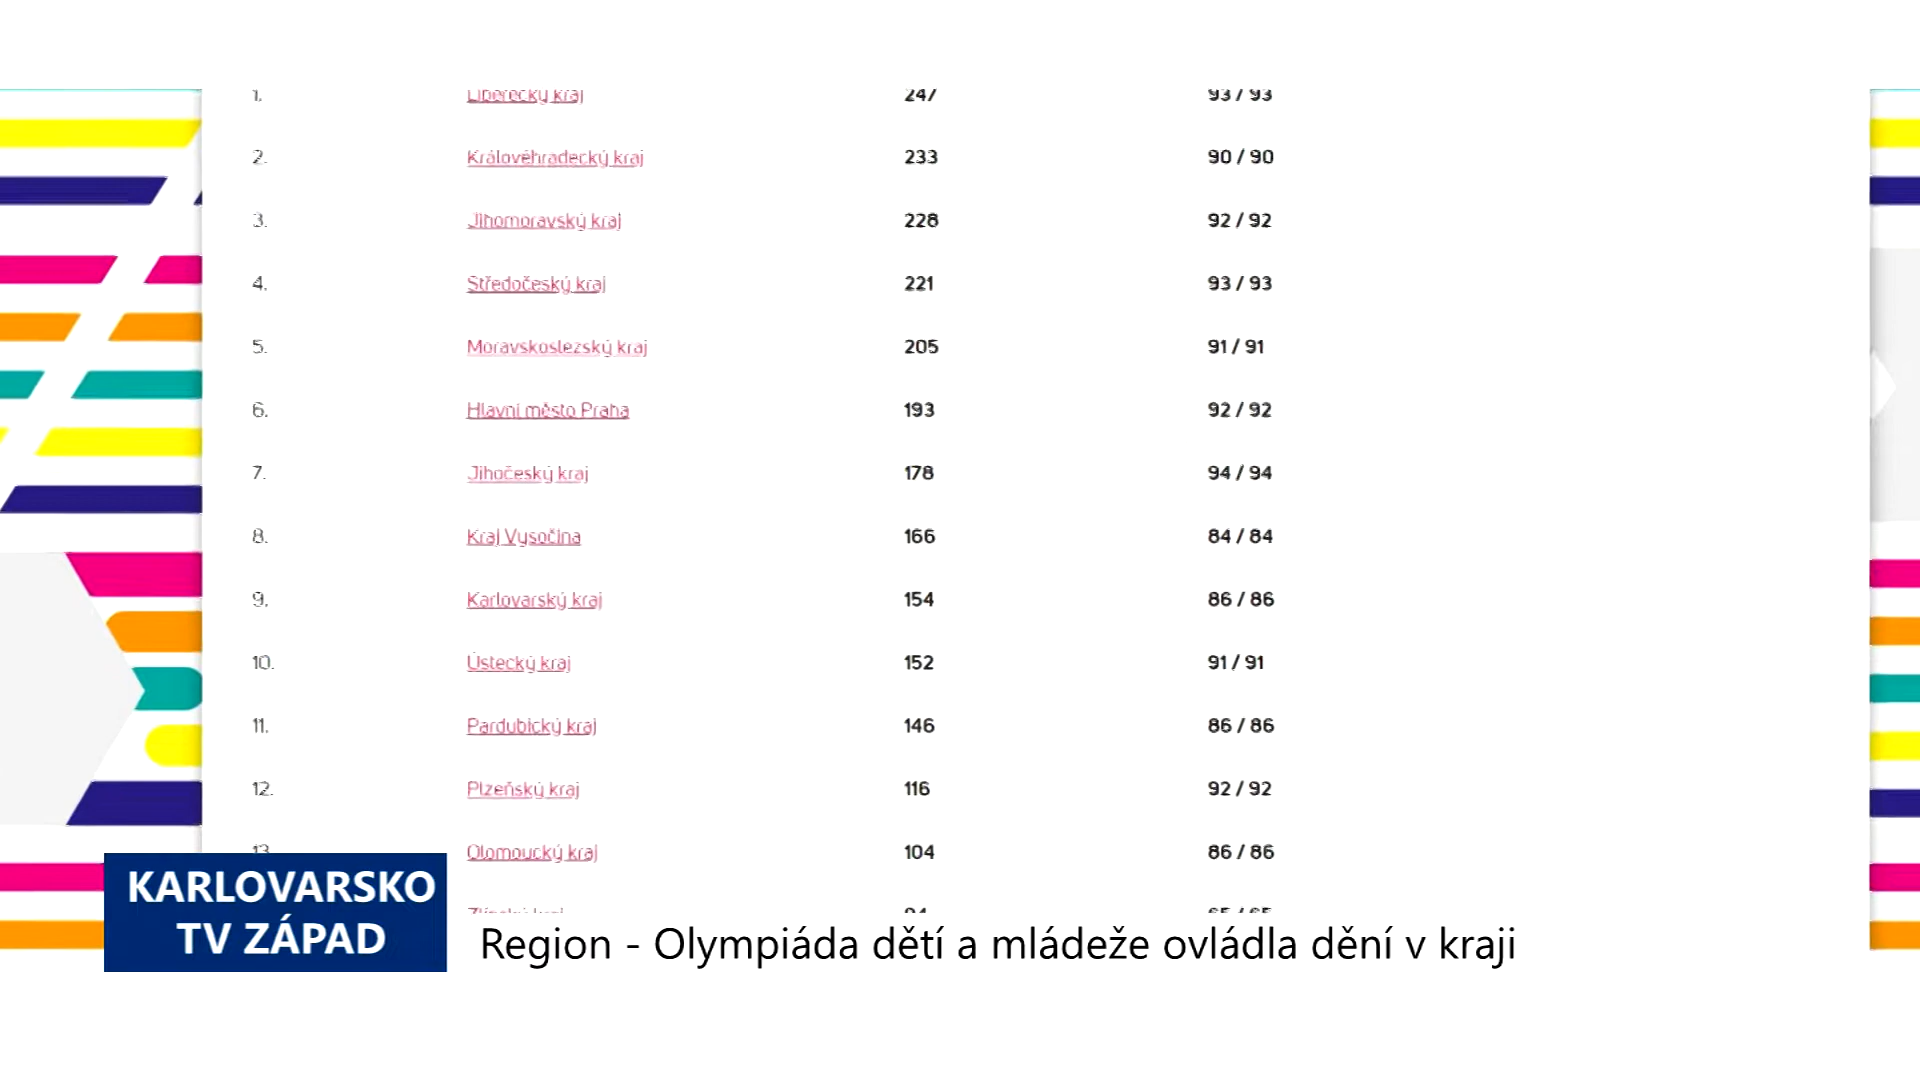 1. Liberecký kraj 247 93 / 93
2. Královéhradecký kraj 233 90 / 90
3. Jihomoravský kraj 228 92 / 92
4. Středočeský kraj 221 93 / 93
5. Moravskoslezský kraj 205 91 / 91
6. Hlavní město Praha 193 92 / 92
7. Jihočeský kraj 178 94 / 94
8. Kraj Vysočina 166 84 / 84
9. Karlovarský kraj 154 86 / 86
10. Ústecký kraj 152 91 / 91
11. Pardubický kraj 146 86 / 86
12. Plzeňský kraj 116 92 / 92
13. Olomoucký kraj 104 86 / 86
KARLOVARSKO
TV ZÁPAD
Region - Olympiáda dětí a mládeže ovládla dění v kraji